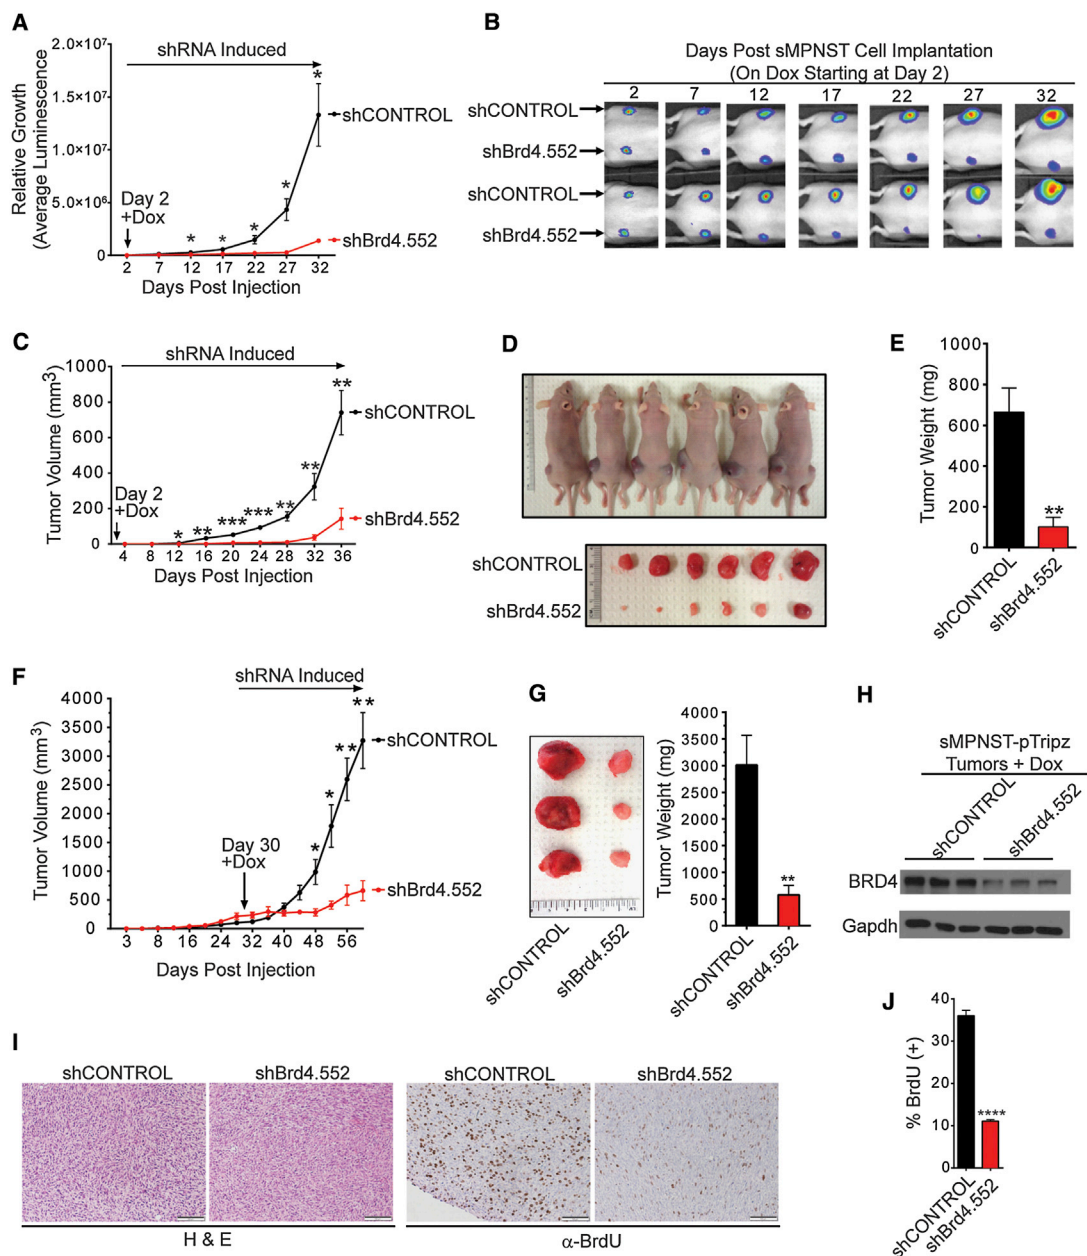 A
shRNA Induced
Relative Growth
(Average Luminescence)
2.0×10⁷
1.5×10⁷
1.0×10⁷
5.0×10⁶
0
Day 2
+Dox
* * * * * *
shCONTROL
shBrd4.552
2 7 12 17 22 27 32
Days Post Injection
B
Days Post sMPNST Cell Implantation
(On Dox Starting at Day 2)
2 7 12 17 22 27 32
shCONTROL
shBrd4.552
shCONTROL
shBrd4.552
C
shRNA Induced
Tumor Volume (mm³)
1000
800
600
400
200
0
Day 2
+Dox
* ** *** *** ** ** **
shCONTROL
shBrd4.552
4 8 12 16 20 24 28 32 36
Days Post Injection
D
shCONTROL
shBrd4.552
E
Tumor Weight (mg)
1000
800
600
400
200
0
**
shCONTROL
shBrd4.552
F
shRNA Induced
Tumor Volume (mm³)
4000
3500
3000
2500
2000
1500
1000
500
0
Day 30
+Dox
* * ** **
shCONTROL
shBrd4.552
3 8 16 24 32 40 48 56
Days Post Injection
G
shCONTROL
shBrd4.552
Tumor Weight (mg)
4000
3500
3000
2500
2000
1500
1000
500
0
**
shCONTROL
shBrd4.552
H
sMPNST-pTripz
Tumors + Dox
shCONTROL
shBrd4.552
BRD4
Gapdh
I
shCONTROL
shBrd4.552
H & E
shCONTROL
shBrd4.552
α-BrdU
J
% BrdU (+)
40
30
20
10
0
****
shCONTROL
shBrd4.552